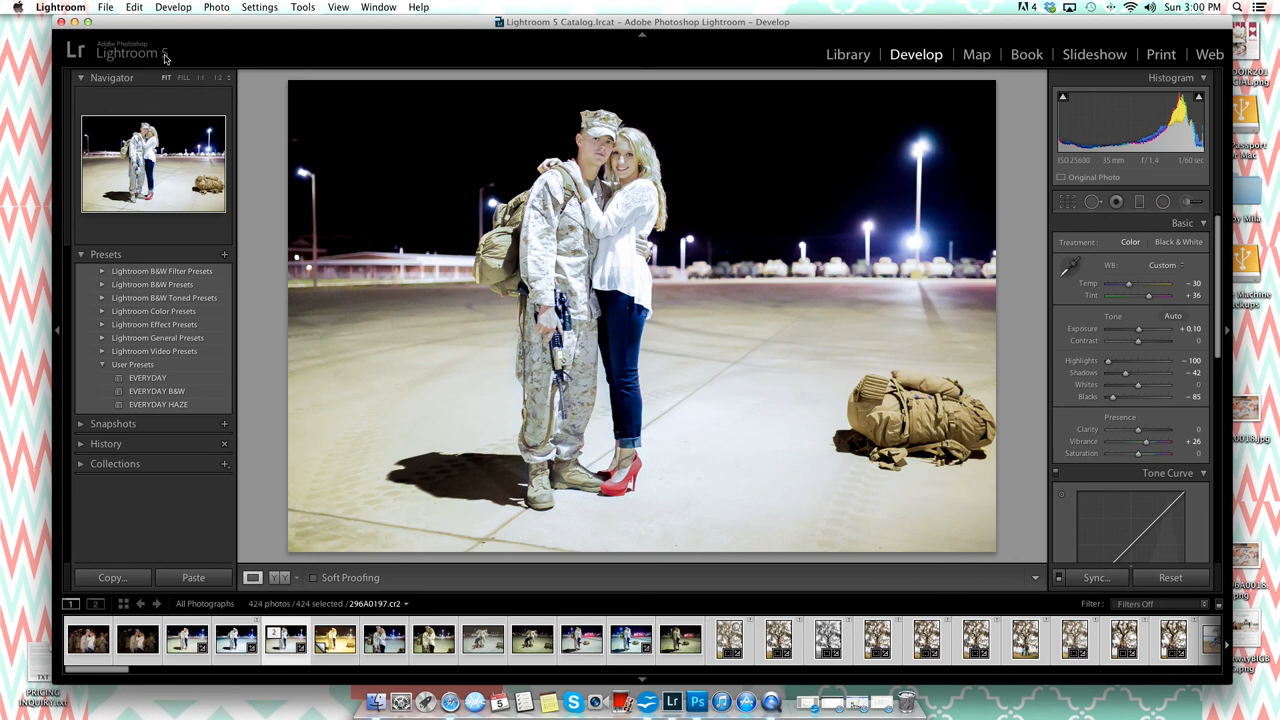 Lightroom File Edit Develop Photo Settings Tools View Window Help
4 Sun 3:00 PM
Lightroom 5 Catalog.lrcat – Adobe Photoshop Lightroom – Develop
Lr Adobe Photoshop
Lightroom 5
Library | Develop | Map | Book | Slideshow | Print | Web
Navigator FIT FILL 1:1 1:2
Presets +
Lightroom B&W Filter Presets
Lightroom B&W Presets
Lightroom B&W Toned Presets
Lightroom Color Presets
Lightroom Effect Presets
Lightroom General Presets
Lightroom Video Presets
User Presets
EVERYDAY
EVERYDAY B&W
EVERYDAY HAZE
Snapshots +
History ×
Collections +
Copy... Paste
Y Y Soft Proofing
Histogram
ISO 25600 35 mm f / 1.4 1/60 sec
Original Photo
Basic
Treatment : Color Black & White
WB: Custom
Temp – 30
Tint + 36
Tone Auto
Exposure + 0.10
Contrast 0
Highlights – 100
Shadows – 42
Whites 0
Blacks – 85
Presence
Clarity 0
Vibrance + 26
Saturation 0
Tone Curve
Sync... Reset
1 2 All Photographs 424 photos / 424 selected / 296A0197.cr2 Filter : Filters Off
2
PRICING
INQUIRY.txt
TXT
5
Lr Ps